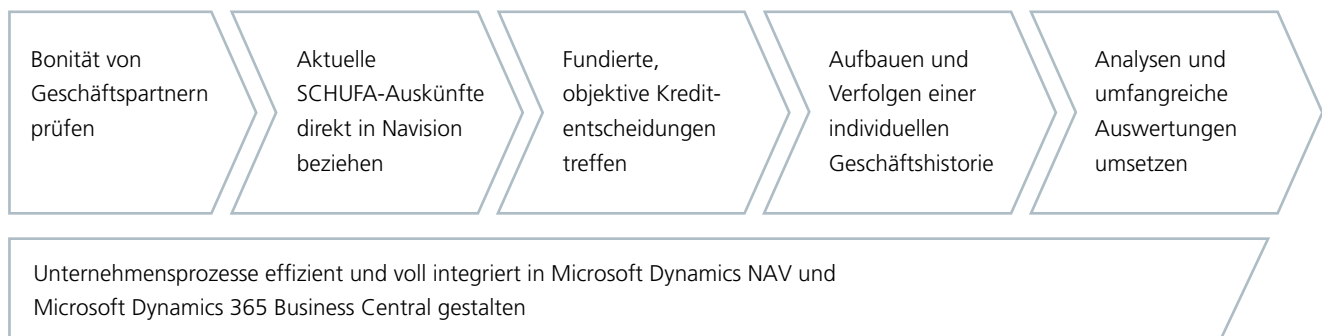 Bonität von
Geschäftspartnern
prüfen
Aktuelle
SCHUFA-Auskünfte
direkt in Navision
beziehen
Fundierte,
objektive Kredit-
entscheidungen
treffen
Aufbauen und
Verfolgen einer
individuellen
Geschäftshistorie
Analysen und
umfangreiche
Auswertungen
umsetzen
Unternehmensprozesse effizient und voll integriert in Microsoft Dynamics NAV und
Microsoft Dynamics 365 Business Central gestalten